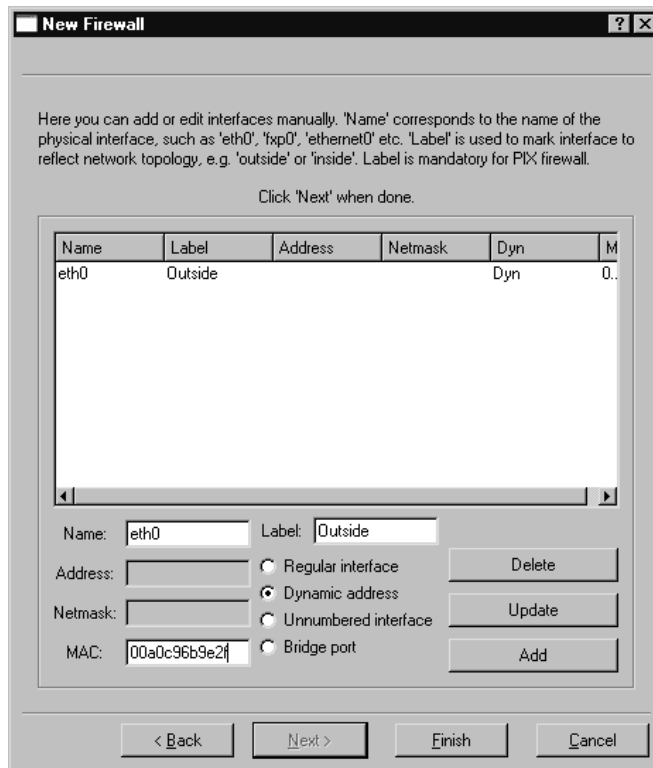 New Firewall
Here you can add or edit interfaces manually. 'Name' corresponds to the name of the
physical interface, such as 'eth0', 'fxp0', 'ethernet0' etc. 'Label' is used to mark interface to
reflect network topology, e.g. 'outside' or 'inside'. Label is mandatory for PIX firewall.
Click 'Next' when done.
Name Label Address Netmask Dyn M
eth0 Outside Dyn 0..
Name: eth0 Label: Outside
Address: Regular interface Delete
Dynamic address
Netmask: Unnumbered interface Update
MAC: 00a0c96b9e2f Bridge port Add
< Back Next > Finish Cancel